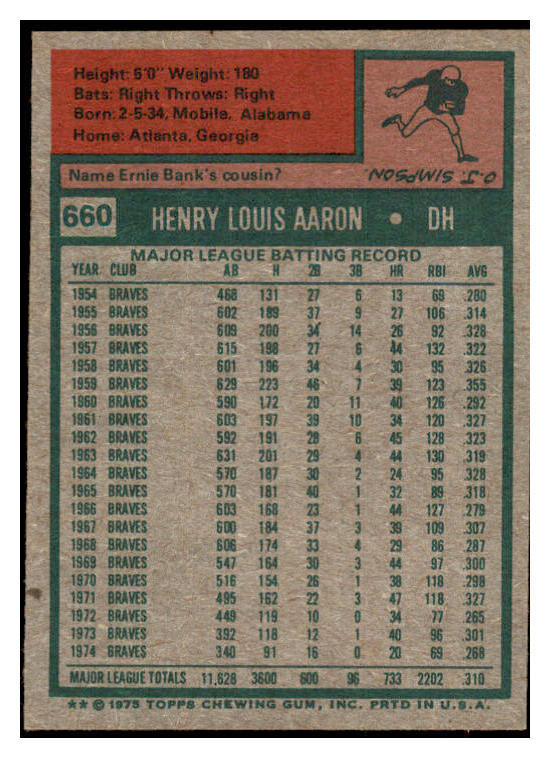 Height: 6'0" Weight: 180
Bats: Right Throws: Right
Born: 2-5-34, Mobile, Alabama
Home: Atlanta, Georgia
Name Ernie Bank's cousin?
O.J. SIMPSON
660 HENRY LOUIS AARON • DH
MAJOR LEAGUE BATTING RECORD
YEAR CLUB AB H 2B 3B HR RBI AVG
1954 BRAVES 468 131 27 6 13 69 .280
1955 BRAVES 602 189 37 9 27 106 .314
1956 BRAVES 609 200 34 14 26 92 .328
1957 BRAVES 615 198 27 6 44 132 .322
1958 BRAVES 601 196 34 4 30 95 .326
1959 BRAVES 629 223 46 7 39 123 .355
1960 BRAVES 590 172 20 11 40 126 .292
1961 BRAVES 603 197 39 10 34 120 .327
1962 BRAVES 592 191 28 6 45 128 .323
1963 BRAVES 631 201 29 4 44 130 .319
1964 BRAVES 570 187 30 2 24 95 .328
1965 BRAVES 570 181 40 1 32 89 .318
1966 BRAVES 603 168 23 1 44 127 .279
1967 BRAVES 600 184 37 3 39 109 .307
1968 BRAVES 606 174 33 4 29 86 .287
1969 BRAVES 547 164 30 3 44 97 .300
1970 BRAVES 516 154 26 1 38 118 .298
1971 BRAVES 495 162 22 3 47 118 .327
1972 BRAVES 449 119 10 0 34 77 .265
1973 BRAVES 392 118 12 1 40 96 .301
1974 BRAVES 340 91 16 0 20 69 .268
MAJOR LEAGUE TOTALS 11,628 3600 600 96 733 2202 .310
** © 1975 TOPPS CHEWING GUM, INC. PRTD IN U.S.A.